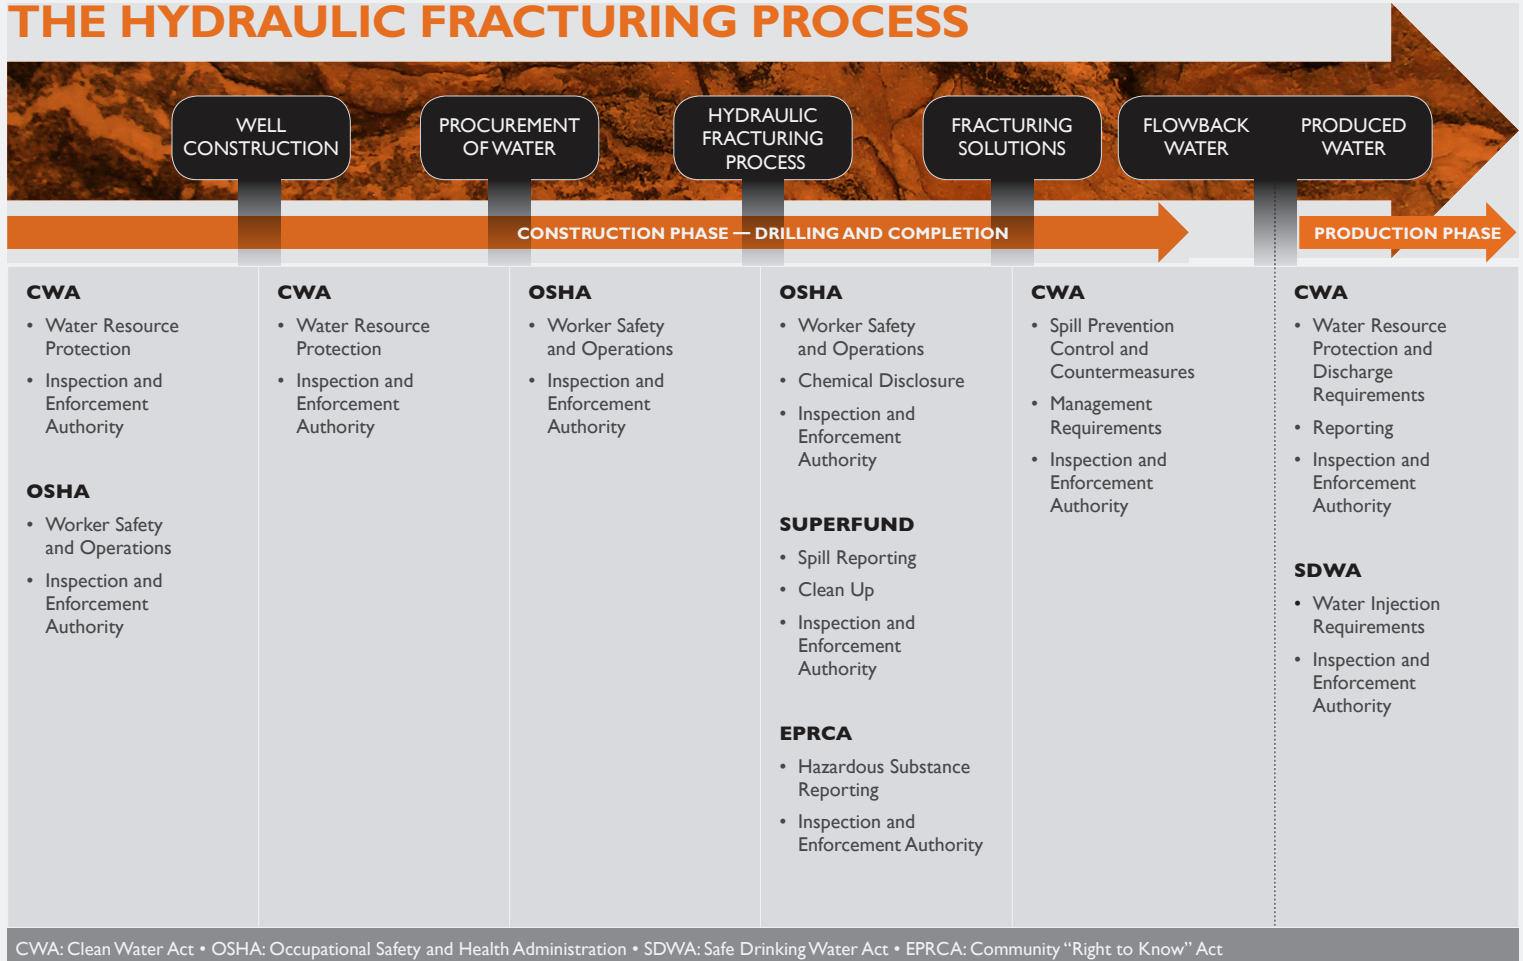 THE HYDRAULIC FRACTURING PROCESS
WELL
CONSTRUCTION
PROCUREMENT
OF WATER
HYDRAULIC
FRACTURING
PROCESS
FRACTURING
SOLUTIONS
FLOWBACK
WATER
PRODUCED
WATER
CONSTRUCTION PHASE — DRILLING AND COMPLETION
PRODUCTION PHASE
CWA
• Water Resource
Protection
• Inspection and
Enforcement
Authority
OSHA
• Worker Safety
and Operations
• Inspection and
Enforcement
Authority
CWA
• Water Resource
Protection
• Inspection and
Enforcement
Authority
OSHA
• Worker Safety
and Operations
• Inspection and
Enforcement
Authority
OSHA
• Worker Safety
and Operations
• Chemical Disclosure
• Inspection and
Enforcement
Authority
SUPERFUND
• Spill Reporting
• Clean Up
• Inspection and
Enforcement
Authority
EPRCA
• Hazardous Substance
Reporting
• Inspection and
Enforcement Authority
CWA
• Spill Prevention
Control and
Countermeasures
• Management
Requirements
• Inspection and
Enforcement
Authority
CWA
• Water Resource
Protection and
Discharge
Requirements
• Reporting
• Inspection and
Enforcement
Authority
SDWA
• Water Injection
Requirements
• Inspection and
Enforcement
Authority
CWA: Clean Water Act • OSHA: Occupational Safety and Health Administration • SDWA: Safe Drinking Water Act • EPRCA: Community “Right to Know” Act